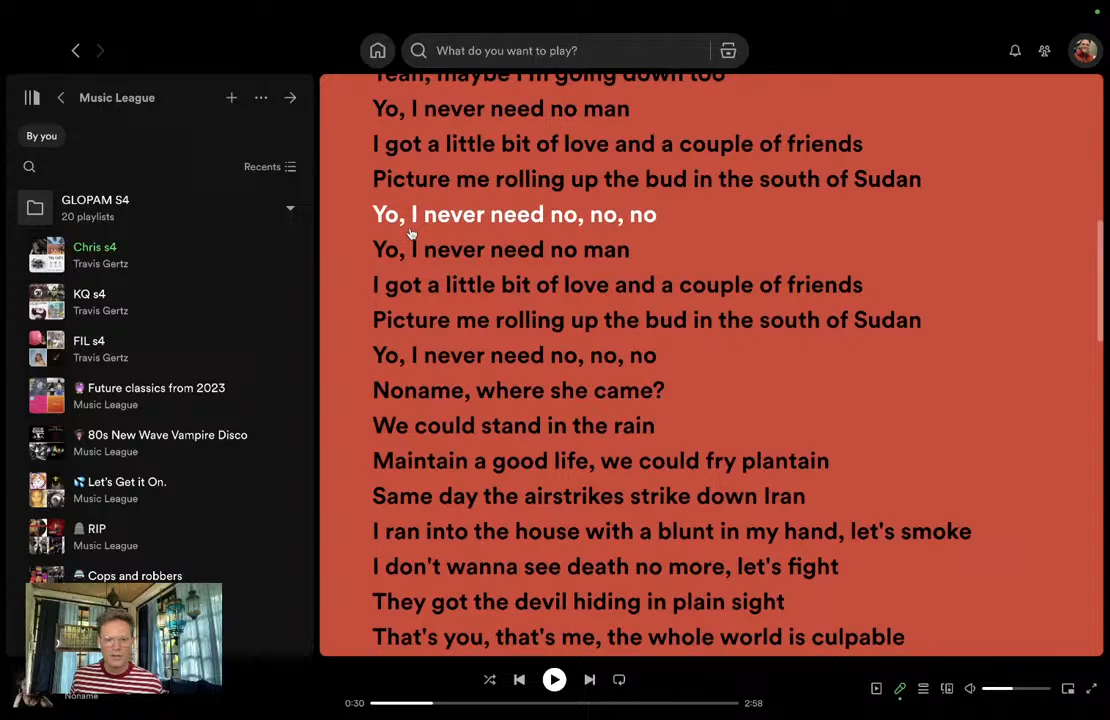 What do you want to play?
Music League
By you
Recents
GLOPAM S4
20 playlists
Chris s4
Travis Gertz
KQ s4
Travis Gertz
FIL s4
Travis Gertz
Future classics from 2023
Music League
80s New Wave Vampire Disco
Music League
Let's Get it On.
Music League
RIP
Music League
Cops and robbers
Noname
Yeah, maybe I'm going down too
Yo, I never need no man
I got a little bit of love and a couple of friends
Picture me rolling up the bud in the south of Sudan
Yo, I never need no, no, no
Yo, I never need no man
I got a little bit of love and a couple of friends
Picture me rolling up the bud in the south of Sudan
Yo, I never need no, no, no
Noname, where she came?
We could stand in the rain
Maintain a good life, we could fry plantain
Same day the airstrikes strike down Iran
I ran into the house with a blunt in my hand, let's smoke
I don't wanna see death no more, let's fight
They got the devil hiding in plain sight
That's you, that's me, the whole world is culpable
0:30
2:58